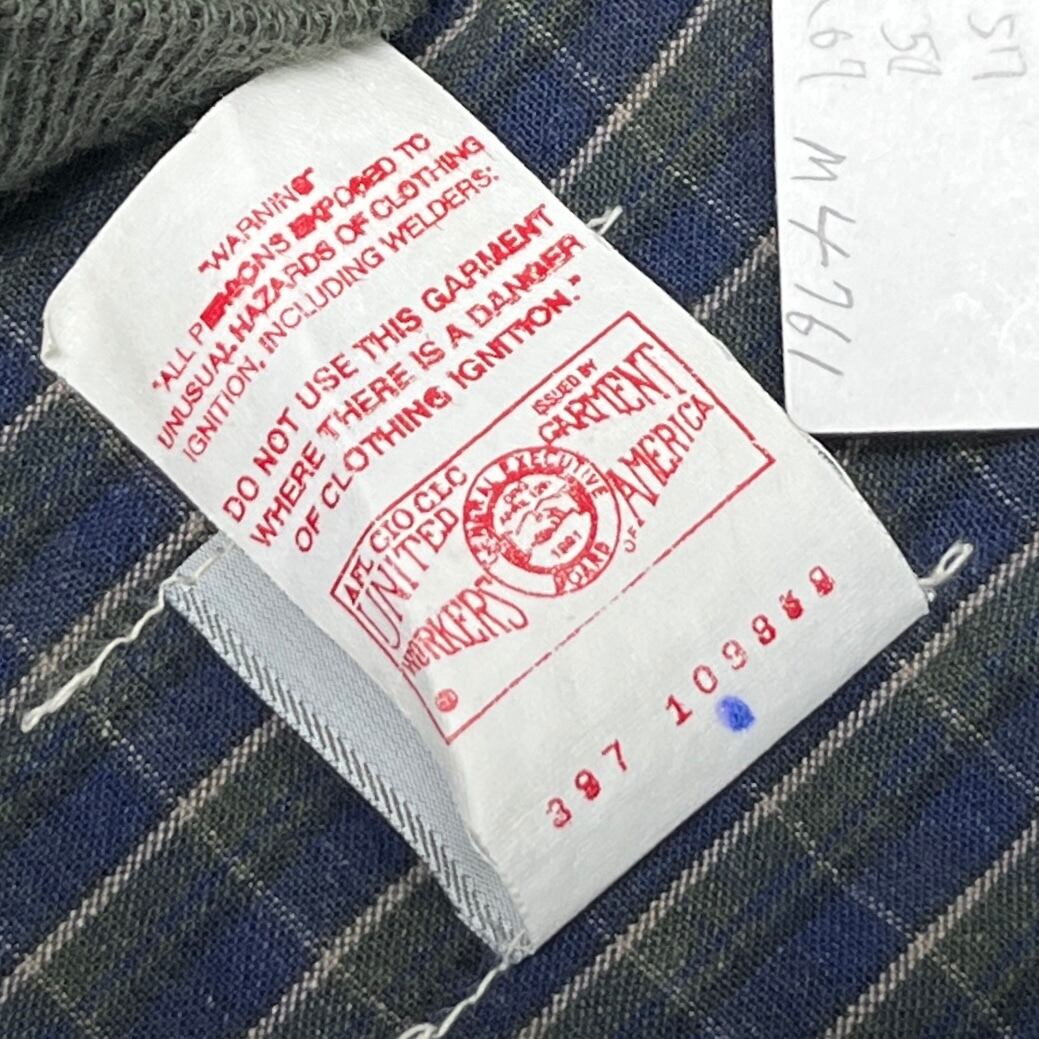 "WARNING"
"ALL PERSONS EXPOSED TO
UNUSUAL HAZARDS OF CLOTHING
IGNITION, INCLUDING WELDERS:
DO NOT USE THIS GARMENT
WHERE THERE IS A DANGER
OF CLOTHING IGNITION."
AFL CIO CLC
ISSUED BY
UNITED GARMENT
WORKERS OF AMERICA
GENERAL EXECUTIVE
BOARD
1891
397
M4761